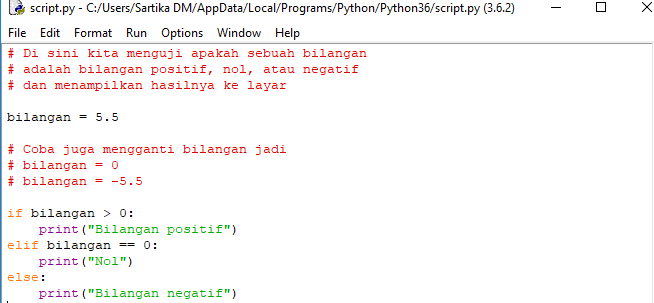 script.py - C:/Users/Sartika DM/AppData/Local/Programs/Python/Python36/script.py (3.6.2)
File Edit Format Run Options Window Help
# Di sini kita menguji apakah sebuah bilangan
# adalah bilangan positif, nol, atau negatif
# dan menampilkan hasilnya ke layar
bilangan = 5.5
# Coba juga mengganti bilangan jadi
# bilangan = 0
# bilangan = -5.5
if bilangan > 0:
    print("Bilangan positif")
elif bilangan == 0:
    print("Nol")
else:
    print("Bilangan negatif")